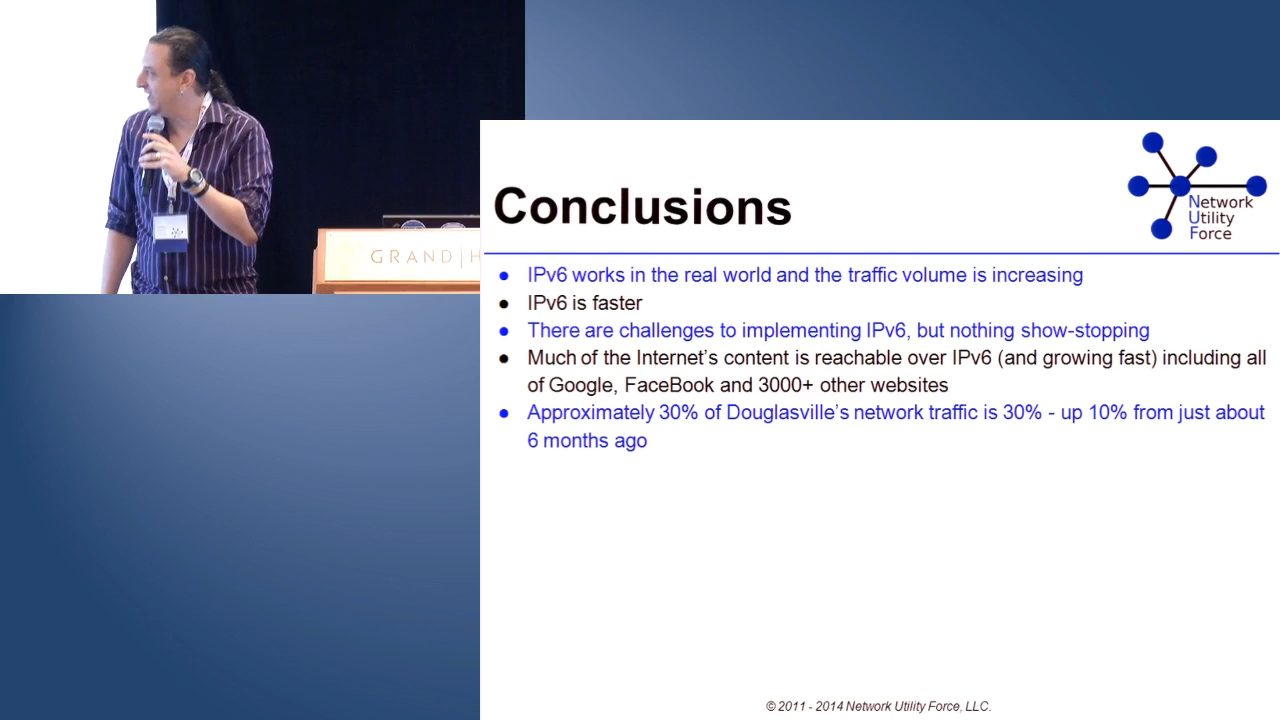 GRAND | H
Conclusions
Network
Utility
Force
IPv6 works in the real world and the traffic volume is increasing
IPv6 is faster
There are challenges to implementing IPv6, but nothing show-stopping
Much of the Internet's content is reachable over IPv6 (and growing fast) including all
of Google, FaceBook and 3000+ other websites
Approximately 30% of Douglasville's network traffic is 30% - up 10% from just about
6 months ago
© 2011 - 2014 Network Utility Force, LLC.